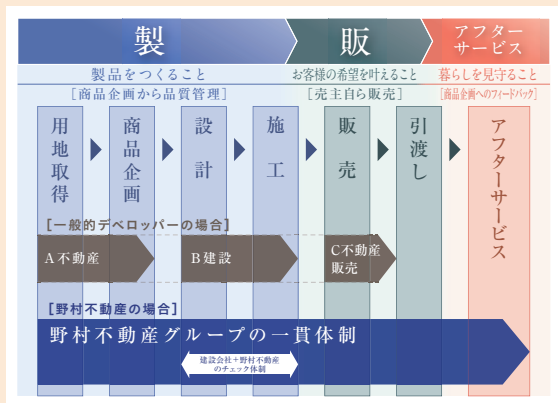 製
販
アフター
サービス
製品をつくること
お客様の希望を叶えること
暮らしを見守ること
[商品企画から品質管理]
[売主自ら販売]
[商品企画へのフィードバック]
用地取得
商品企画
設計
施工
販売
引渡し
アフターサービス
[一般的デベロッパーの場合]
A不動産
B建設
C不動産
販売
[野村不動産の場合]
野村不動産グループの一貫体制
建設会社+野村不動産
のチェック体制